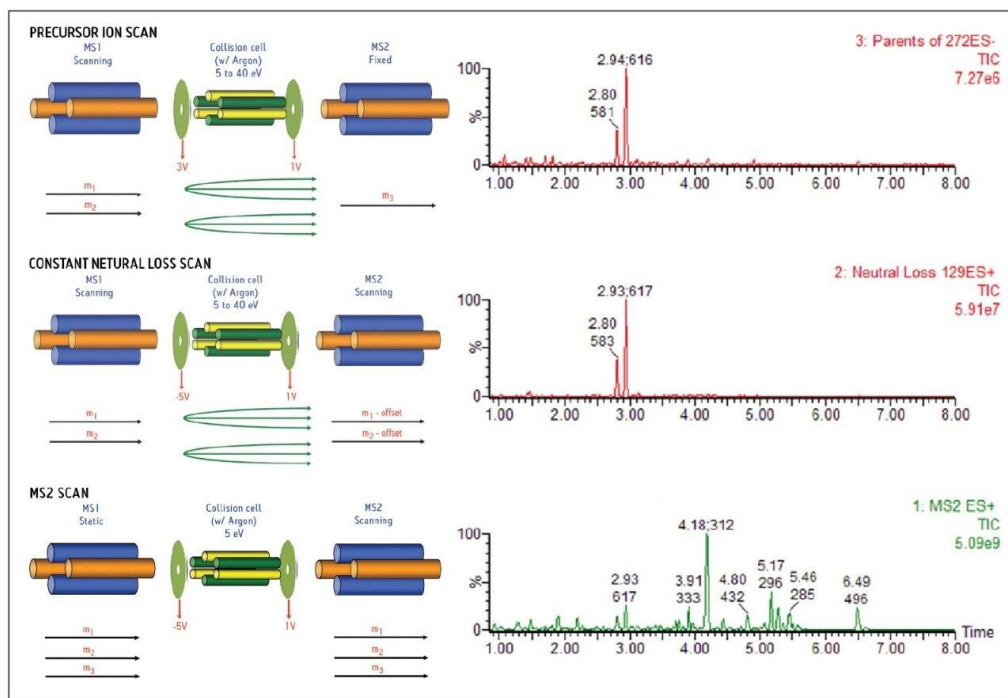 PRECURSOR ION SCAN
MS1
Scanning
Collision cell
(w/ Argon)
5 to 40 eV
MS2
Fixed
3V
1V
m1
m2
m3
3: Parents of 272ES-
TIC
7.27e6
100
%
0
2.94;616
2.80
581
1.00 2.00 3.00 4.00 5.00 6.00 7.00 8.00
CONSTANT NETURAL LOSS SCAN
MS1
Scanning
Collision cell
(w/ Argon)
5 to 40 eV
MS2
Scanning
-5V
1V
m1
m2
m1 - offset
m2 - offset
2: Neutral Loss 129ES+
TIC
5.91e7
100
%
0
2.93;617
2.80
583
1.00 2.00 3.00 4.00 5.00 6.00 7.00 8.00
MS2 SCAN
MS1
Static
Collision cell
(w/ Argon)
5 eV
MS2
Scanning
-5V
1V
m1
m2
m3
m1
m2
m3
1: MS2 ES+
TIC
5.09e9
100
%
0
2.93
617
3.91
333
4.18;312
4.80
432
5.17
296
5.46
285
6.49
496
Time
1.00 2.00 3.00 4.00 5.00 6.00 7.00 8.00